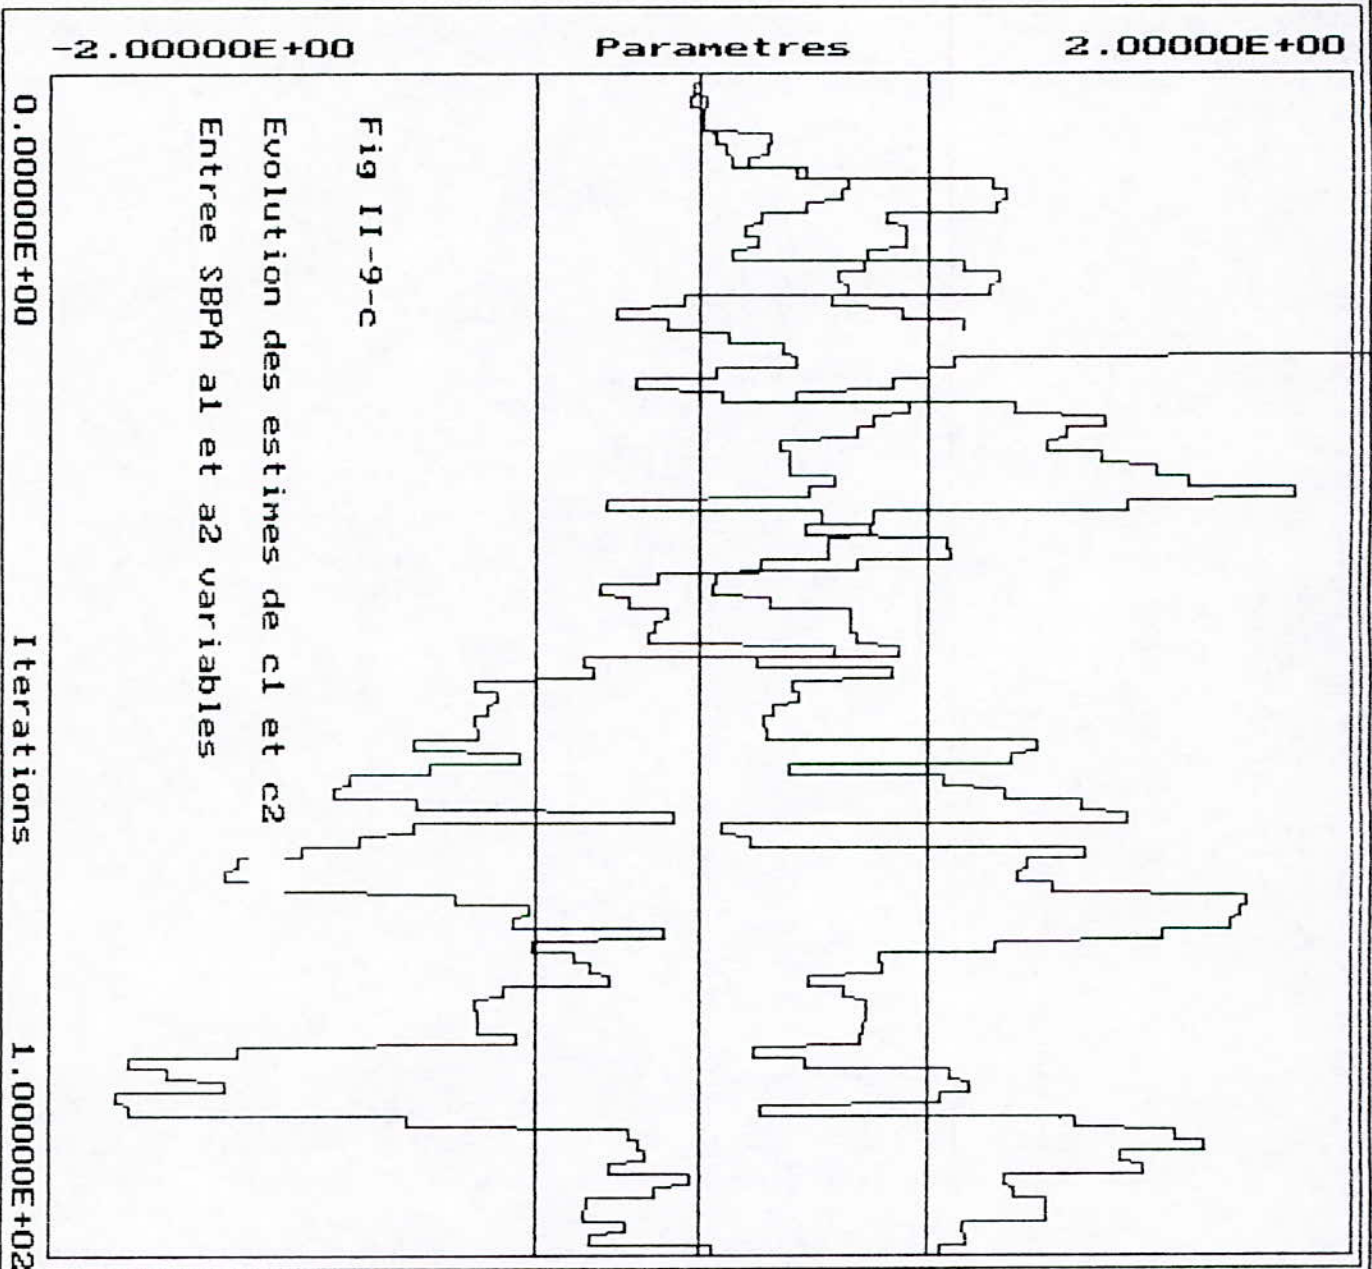 -2.00000E+00
Parametres
2.00000E+00
0.00000E+00
Iterations
1.00000E+02
Fig II-9-c
Evolution des estimes de c1 et c2
Entree SBPA a1 et a2 variables